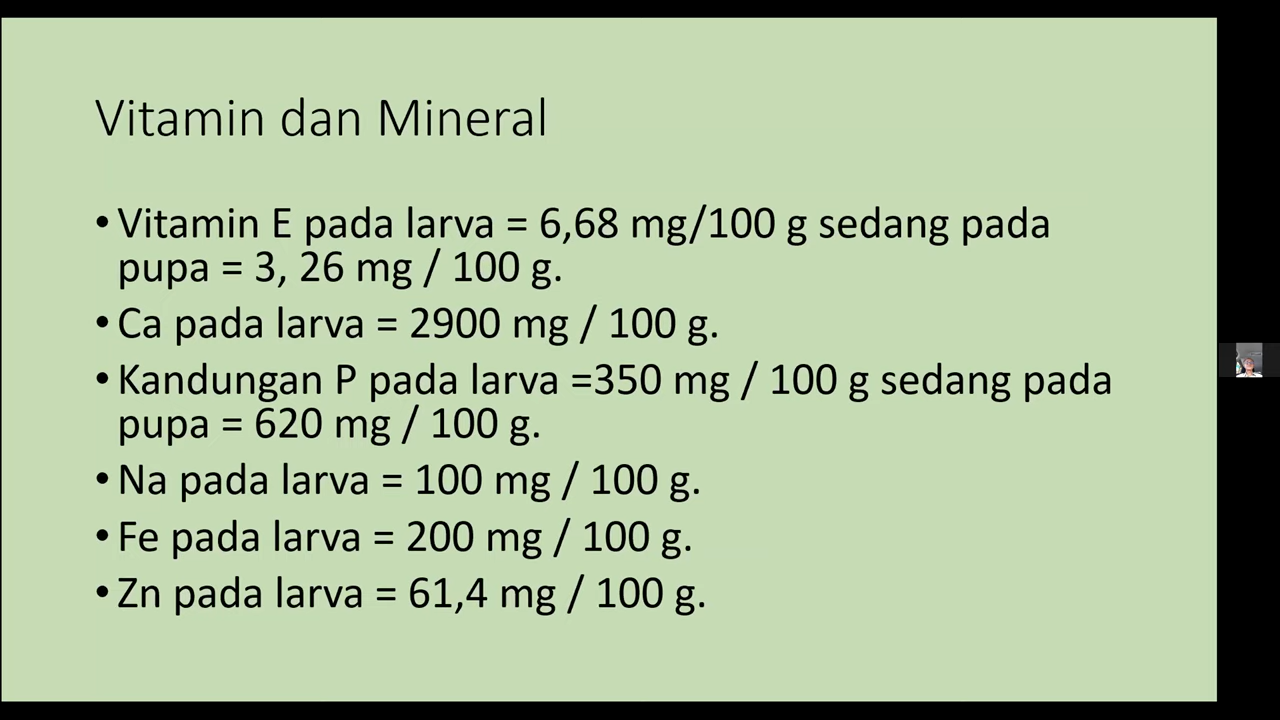 Vitamin dan Mineral
• Vitamin E pada larva = 6,68 mg/100 g sedang pada
pupa = 3, 26 mg / 100 g.
• Ca pada larva = 2900 mg / 100 g.
• Kandungan P pada larva =350 mg / 100 g sedang pada
pupa = 620 mg / 100 g.
• Na pada larva = 100 mg / 100 g.
• Fe pada larva = 200 mg / 100 g.
• Zn pada larva = 61,4 mg / 100 g.